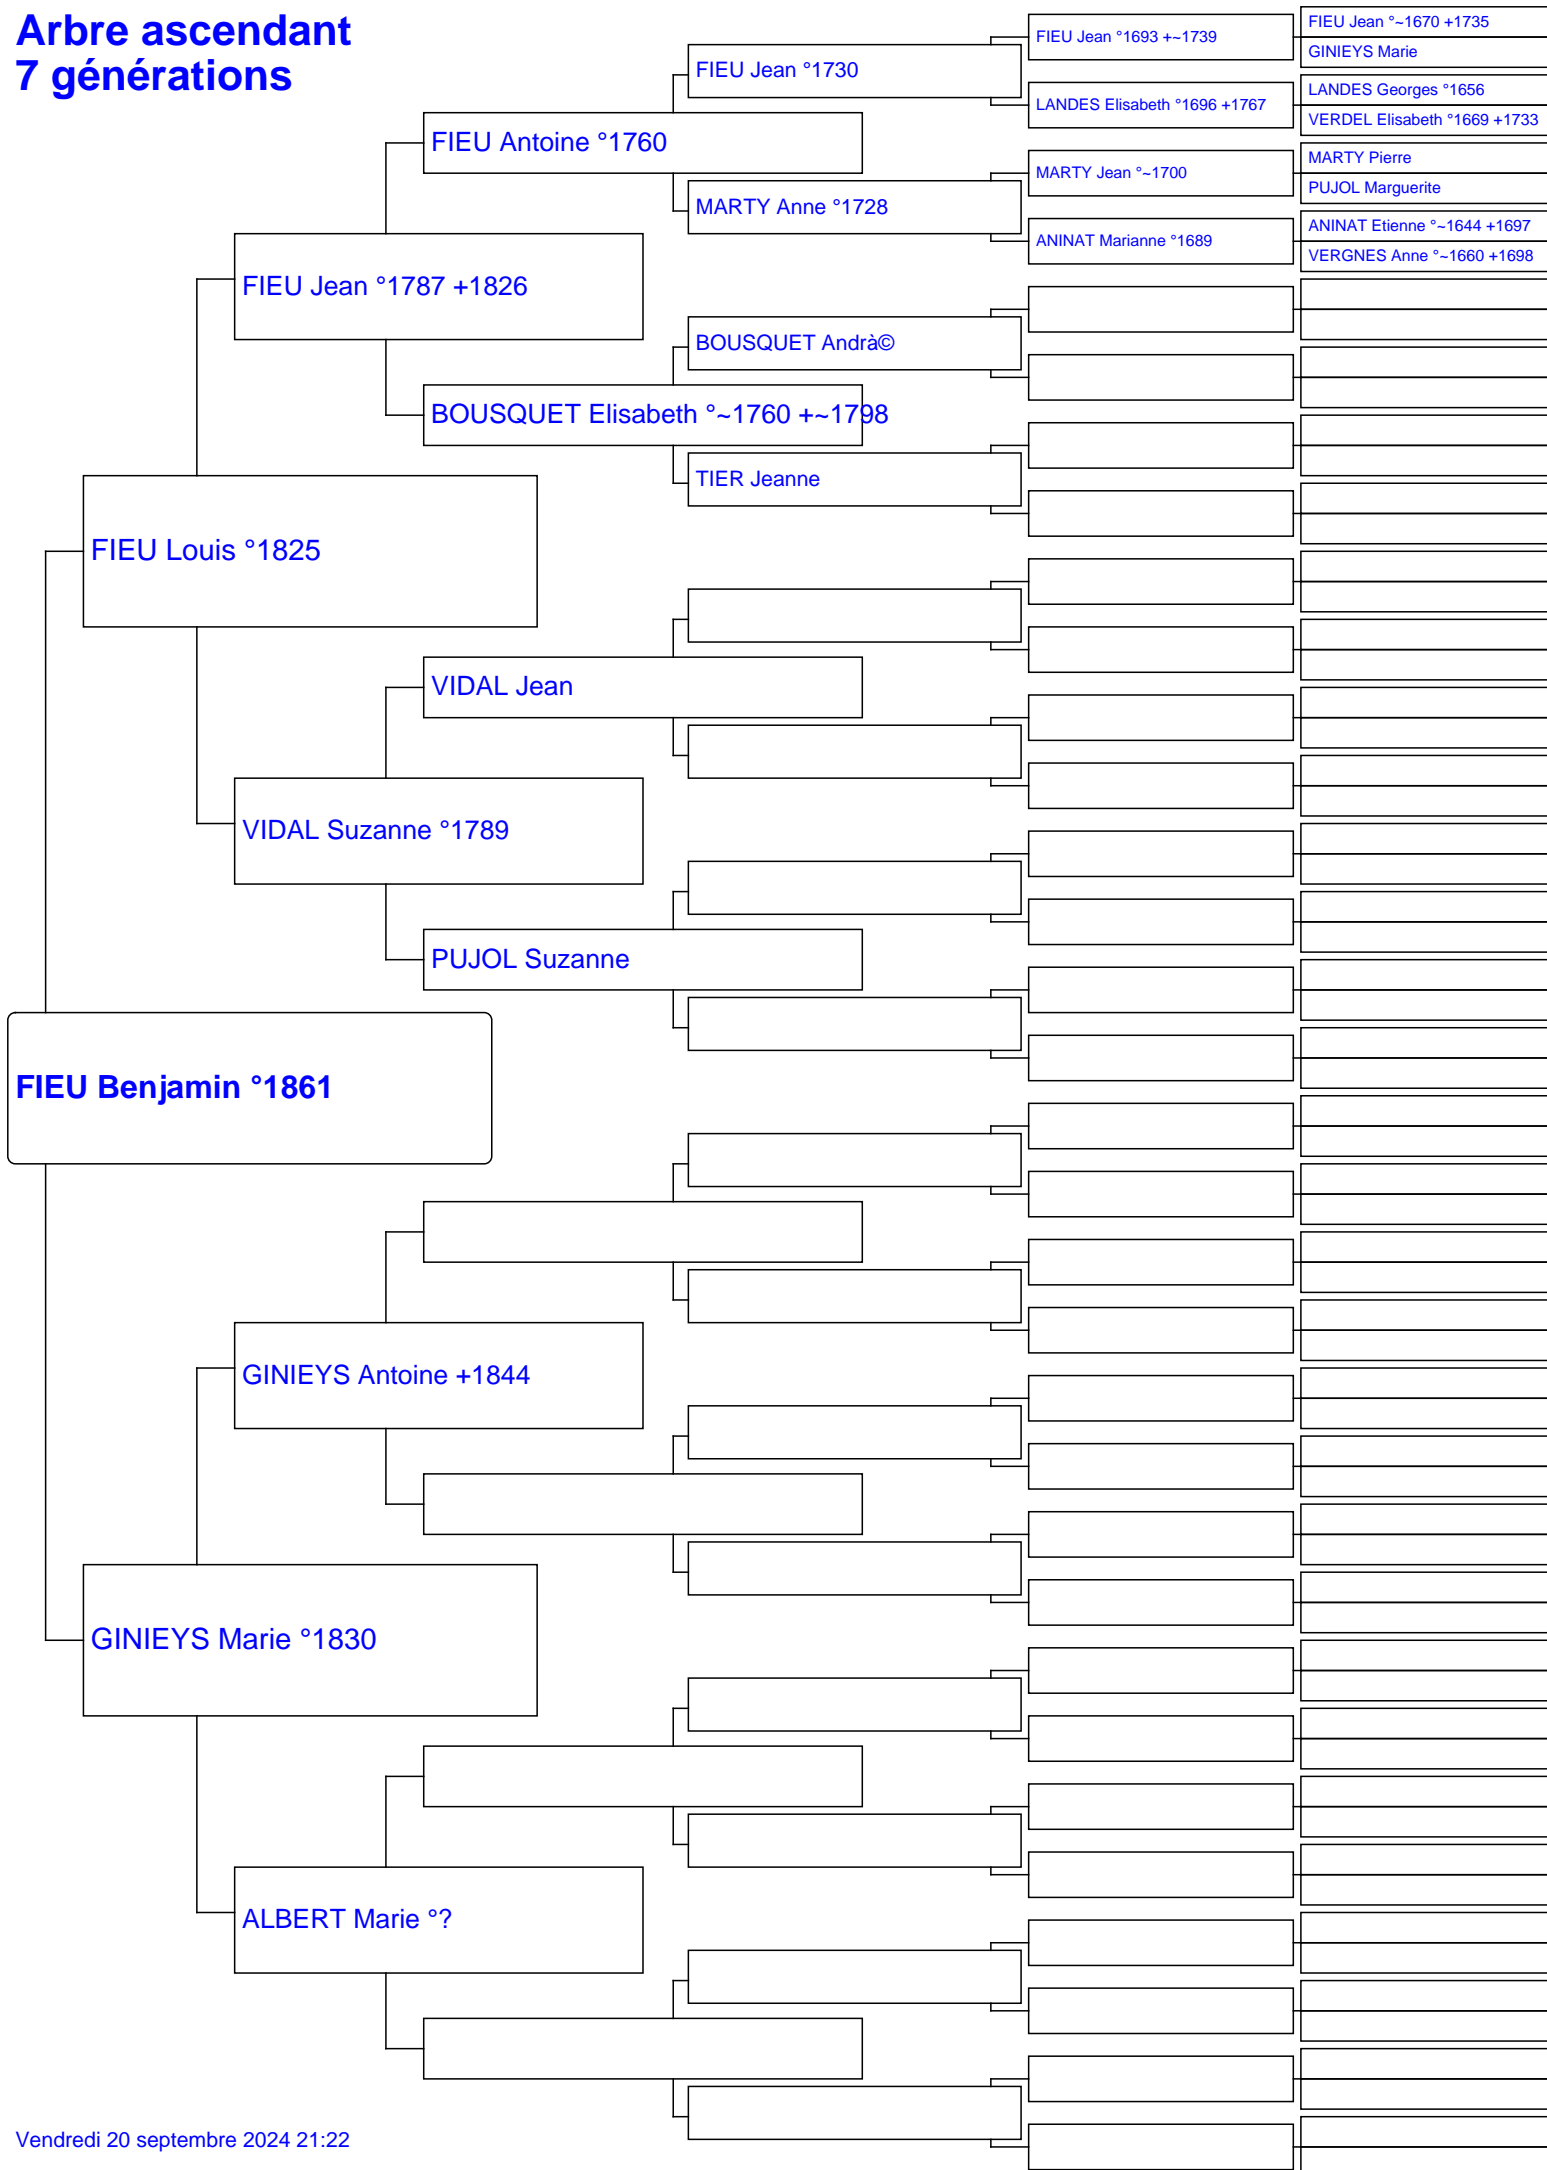 Arbre ascendant
7 générations
FIEU Jean °~1670 +1735
FIEU Jean °1693 +~1739
GINIEYS Marie
FIEU Jean °1730
LANDES Georges °1656
LANDES Elisabeth °1696 +1767
VERDEL Elisabeth °1669 +1733
FIEU Antoine °1760
MARTY Pierre
MARTY Jean °~1700
PUJOL Marguerite
MARTY Anne °1728
ANINAT Etienne °~1644 +1697
ANINAT Marianne °1689
VERGNES Anne °~1660 +1698
FIEU Jean °1787 +1826
BOUSQUET Andrà©
BOUSQUET Elisabeth °~1760 +~1798
TIER Jeanne
FIEU Louis °1825
VIDAL Jean
VIDAL Suzanne °1789
PUJOL Suzanne
FIEU Benjamin °1861
GINIEYS Antoine +1844
GINIEYS Marie °1830
ALBERT Marie °?
Vendredi 20 septembre 2024 21:22